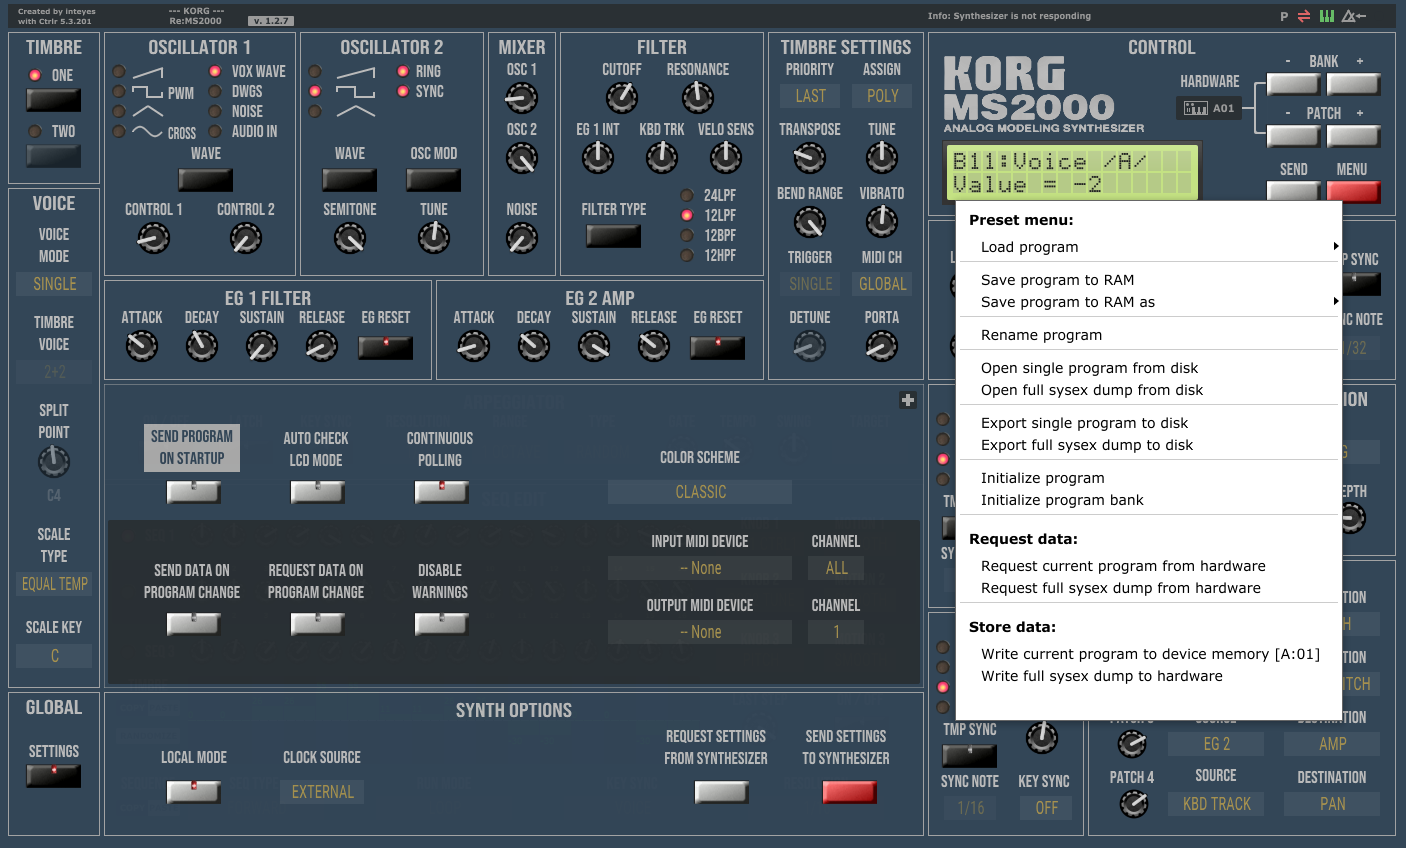 Created by inteyes
with Ctrlr 5.3.201
--- KORG ---
Re:MS2000
v. 1.2.7
Info: Synthesizer is not responding
P
TIMBRE
ONE
TWO
VOICE
VOICE
MODE
SINGLE
TIMBRE
VOICE
2+2
SPLIT
POINT
C4
SCALE
TYPE
EQUAL TEMP
SCALE KEY
C
GLOBAL
SETTINGS
OSCILLATOR 1
VOX WAVE
PWM
DWGS
NOISE
CROSS
AUDIO IN
WAVE
CONTROL 1
CONTROL 2
OSCILLATOR 2
RING
SYNC
WAVE
OSC MOD
SEMITONE
TUNE
MIXER
OSC 1
OSC 2
NOISE
FILTER
CUTOFF
RESONANCE
EG 1 INT
KBD TRK
VELO SENS
FILTER TYPE
24LPF
12LPF
12BPF
12HPF
TIMBRE SETTINGS
PRIORITY
ASSIGN
LAST
POLY
TRANSPOSE
TUNE
BEND RANGE
VIBRATO
TRIGGER
MIDI CH
SINGLE
GLOBAL
DETUNE
PORTA
EG 1 FILTER
ATTACK
DECAY
SUSTAIN
RELEASE
EG RESET
EG 2 AMP
ATTACK
DECAY
SUSTAIN
RELEASE
EG RESET
SEND PROGRAM
ON STARTUP
AUTO CHECK
LCD MODE
CONTINUOUS
POLLING
COLOR SCHEME
CLASSIC
SEND DATA ON
PROGRAM CHANGE
REQUEST DATA ON
PROGRAM CHANGE
DISABLE
WARNINGS
INPUT MIDI DEVICE
CHANNEL
-- None
ALL
OUTPUT MIDI DEVICE
CHANNEL
-- None
1
SYNTH OPTIONS
LOCAL MODE
CLOCK SOURCE
EXTERNAL
REQUEST SETTINGS
FROM SYNTHESIZER
SEND SETTINGS
TO SYNTHESIZER
CONTROL
KORG
MS2000
ANALOG MODELING SYNTHESIZER
HARDWARE
A01
- BANK +
- PATCH +
SEND
MENU
B11:Voice /A/
Value = -2
Preset menu:
Load program
Save program to RAM
Save program to RAM as
Rename program
Open single program from disk
Open full sysex dump from disk
Export single program to disk
Export full sysex dump to disk
Initialize program
Initialize program bank
Request data:
Request current program from hardware
Request full sysex dump from hardware
Store data:
Write current program to device memory [A:01]
Write full sysex dump to hardware
TMP SYNC
SYNC NOTE
KEY SYNC
1/16
OFF
EG 2
AMP
PATCH 4
SOURCE
DESTINATION
KBD TRACK
PAN